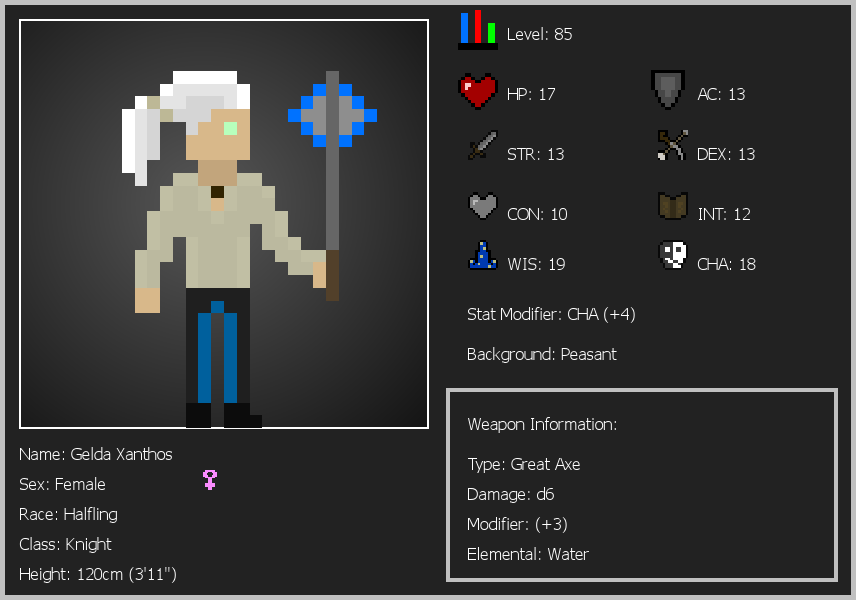 Level: 85
HP: 17
AC: 13
STR: 13
DEX: 13
CON: 10
INT: 12
WIS: 19
CHA: 18
Stat Modifier: CHA (+4)
Background: Peasant
Weapon Information:
Type: Great Axe
Damage: d6
Modifier: (+3)
Elemental: Water
Name: Gelda Xanthos
Sex: Female
Race: Halfling
Class: Knight
Height: 120cm (3'11")